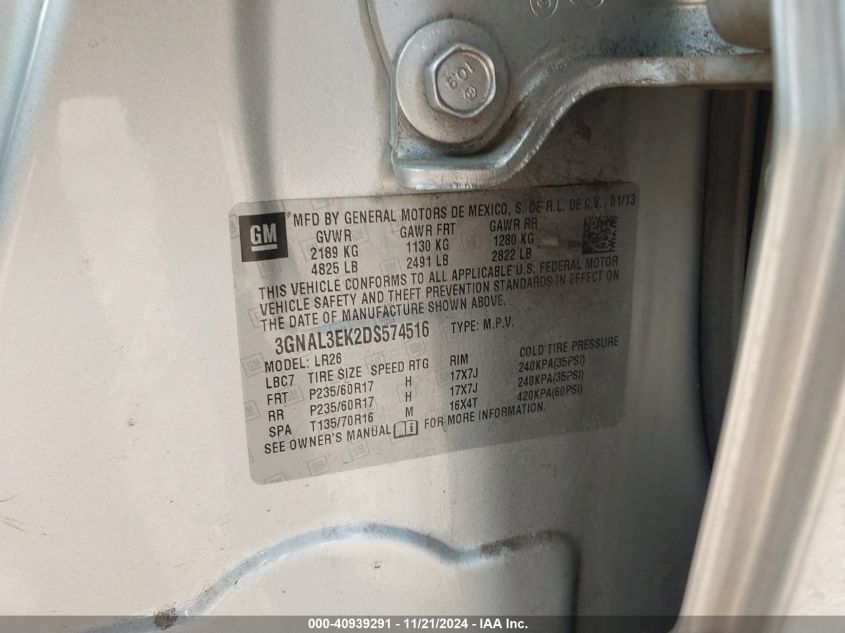 10.9
GM
® MFD BY GENERAL MOTORS DE MEXICO, S. DE R.L. DE C.V. 01/13
GVWR GAWR FRT GAWR RR
2189 KG 1130 KG 1280 KG
4825 LB 2491 LB 2822 LB
THIS VEHICLE CONFORMS TO ALL APPLICABLE U.S. FEDERAL MOTOR
VEHICLE SAFETY AND THEFT PREVENTION STANDARDS IN EFFECT ON
THE DATE OF MANUFACTURE SHOWN ABOVE.
3GNAL3EK2DS574516 TYPE: M.P.V.
MODEL: LR26
LBC7 TIRE SIZE SPEED RTG RIM COLD TIRE PRESSURE
FRT P235/60R17 H 17X7J 240KPA(35PSI)
RR P235/60R17 H 17X7J 240KPA(35PSI)
SPA T135/70R16 M 16X4T 420KPA(60PSI)
SEE OWNER'S MANUAL i FOR MORE INFORMATION.
000-40939291 - 11/21/2024 - IAA Inc.